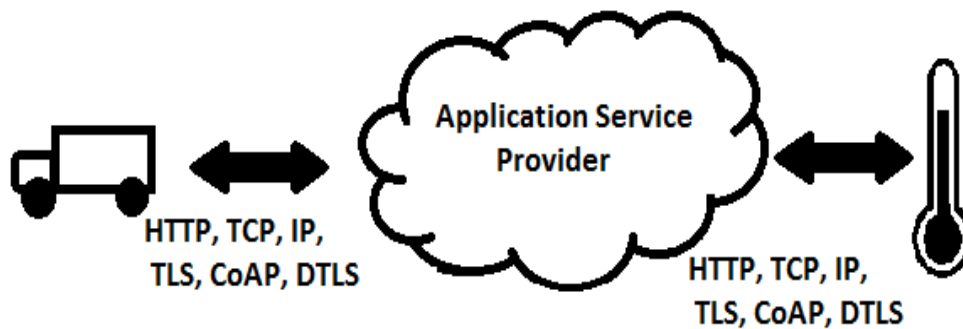 Application Service
Provider
HTTP, TCP, IP,
TLS, CoAP, DTLS
HTTP, TCP, IP,
TLS, CoAP, DTLS